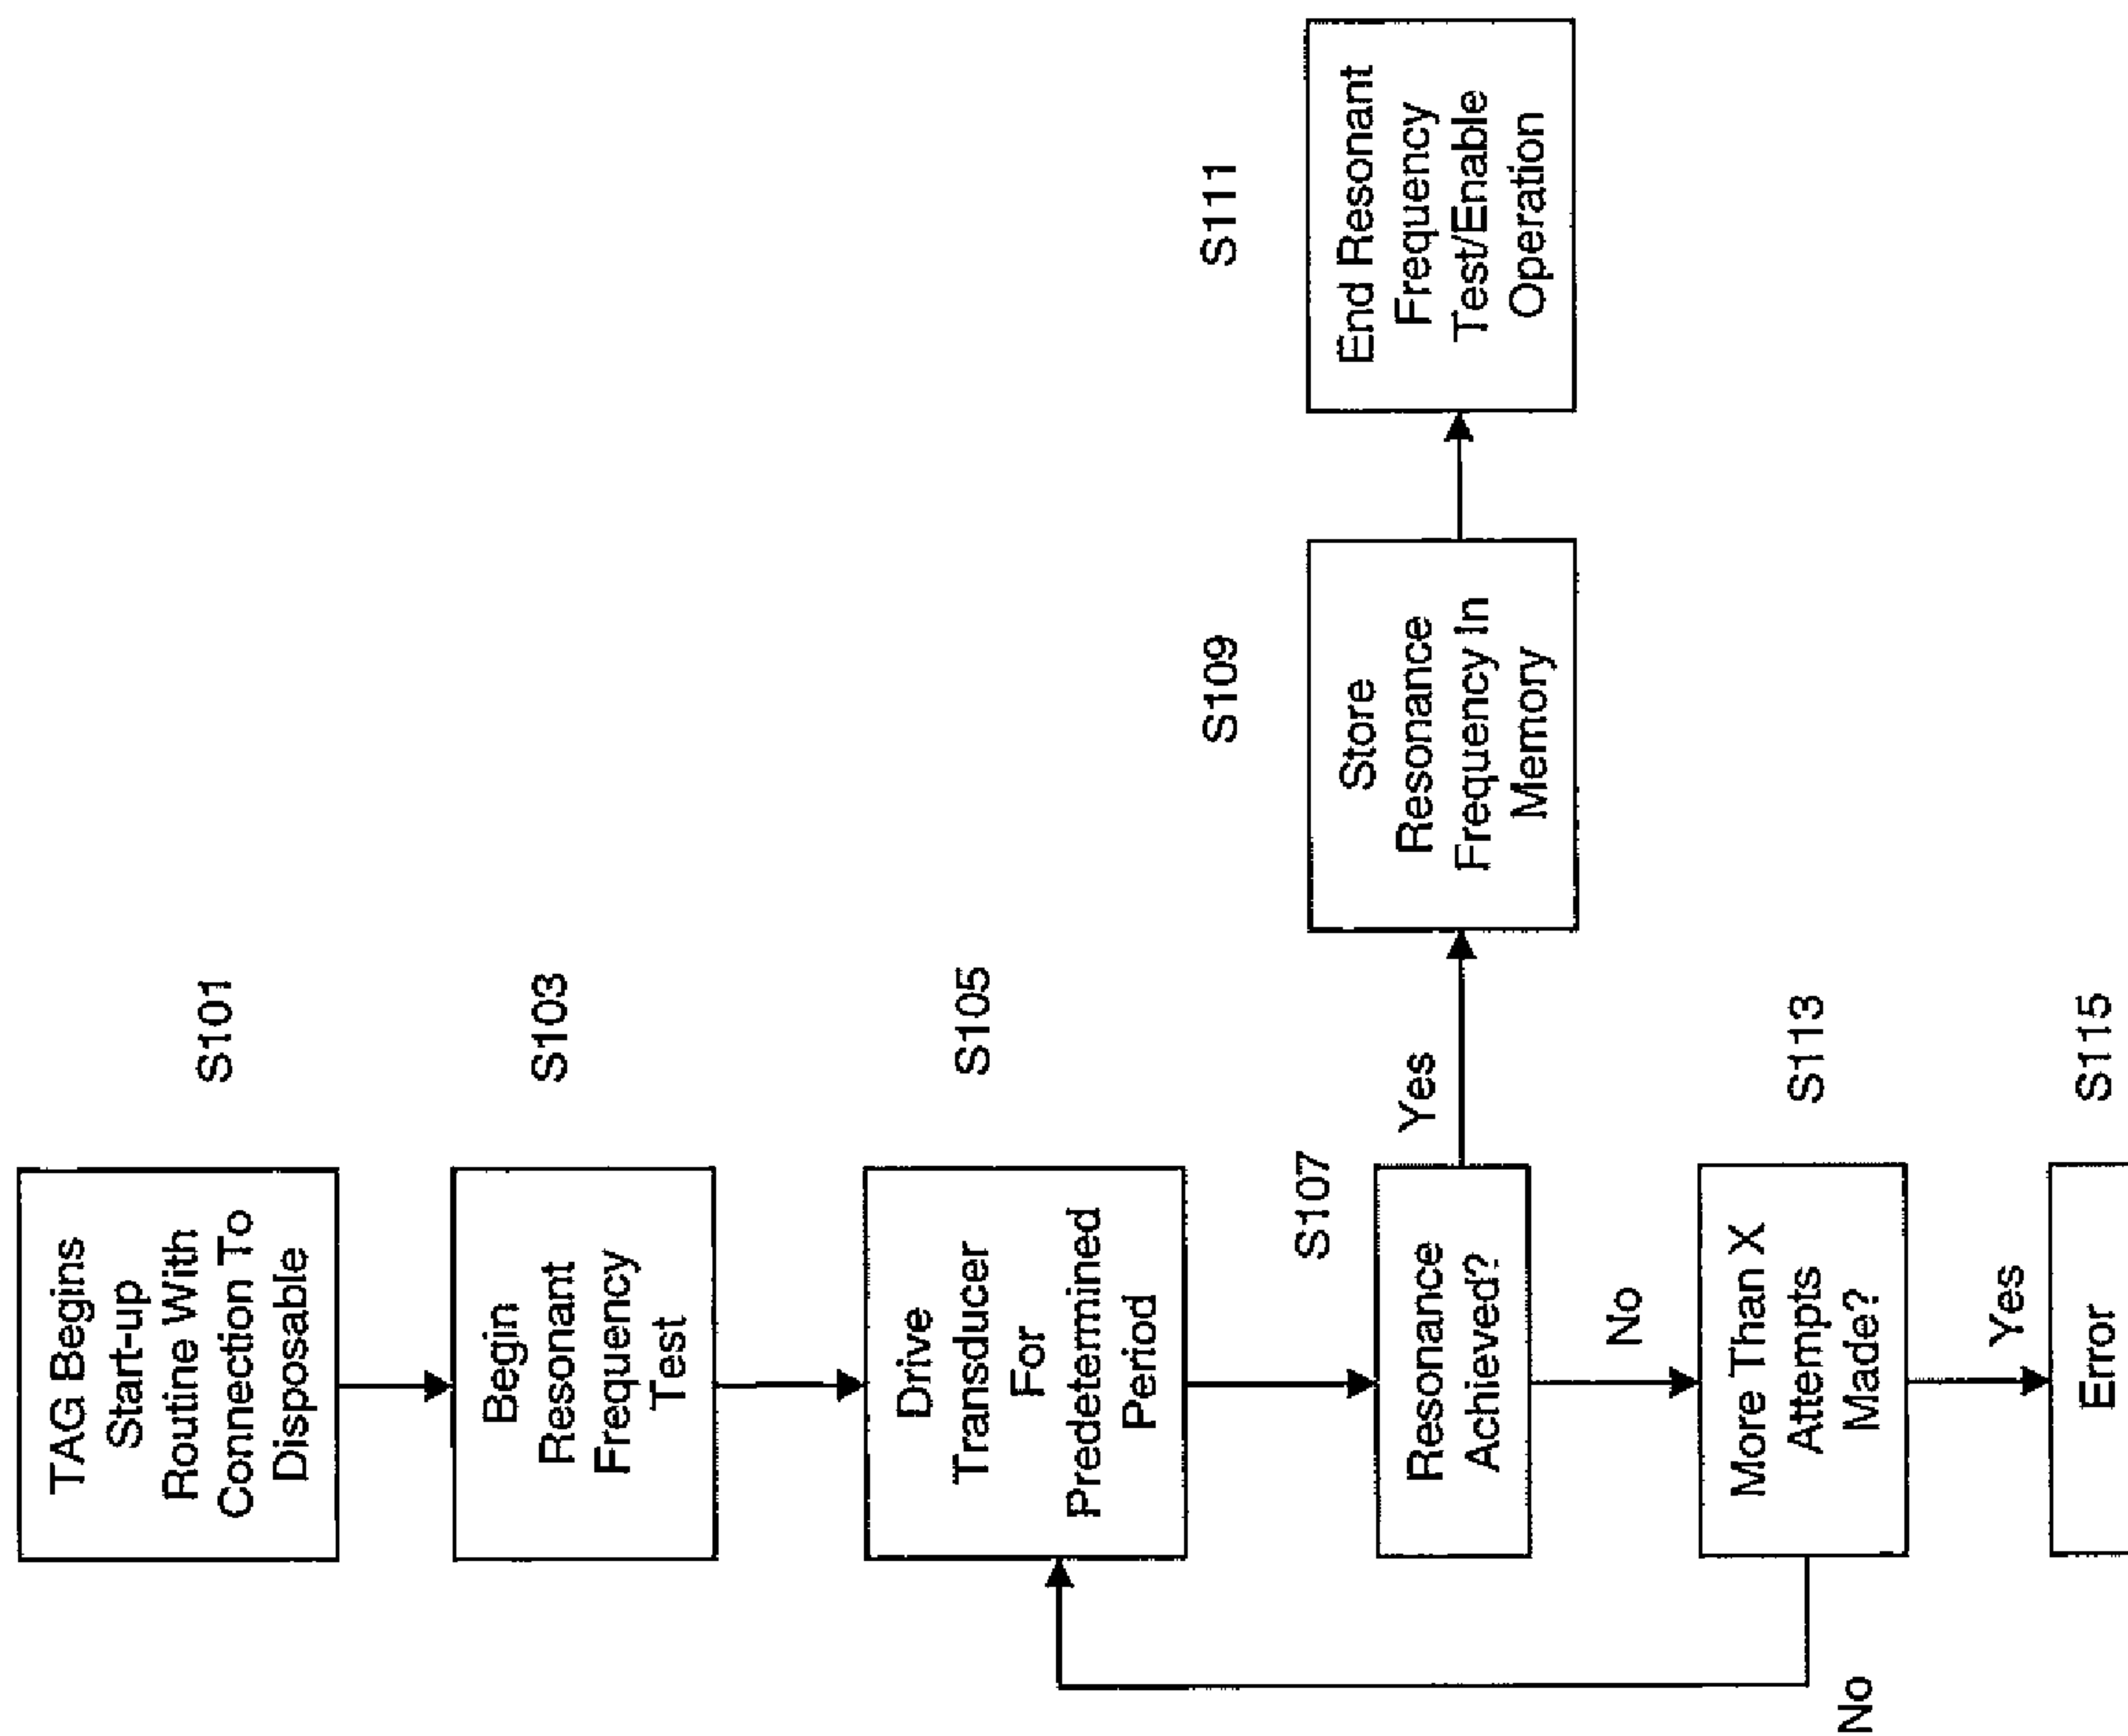 TAG Begins
Start-up
Routine With
Connection To
Disposable
S101
Begin
Resonant
Frequency
Test
S103
Drive
Transducer
For
Predetemined
Period
S105
S107
Resonance
Achieved?
Yes
Store
Resonance
Frequency In
Memory
S109
End Resonant
Frequency
Test/Enable
Operation
S111
No
More Than X
Attempts
Made?
S113
No
Yes
Error
S115